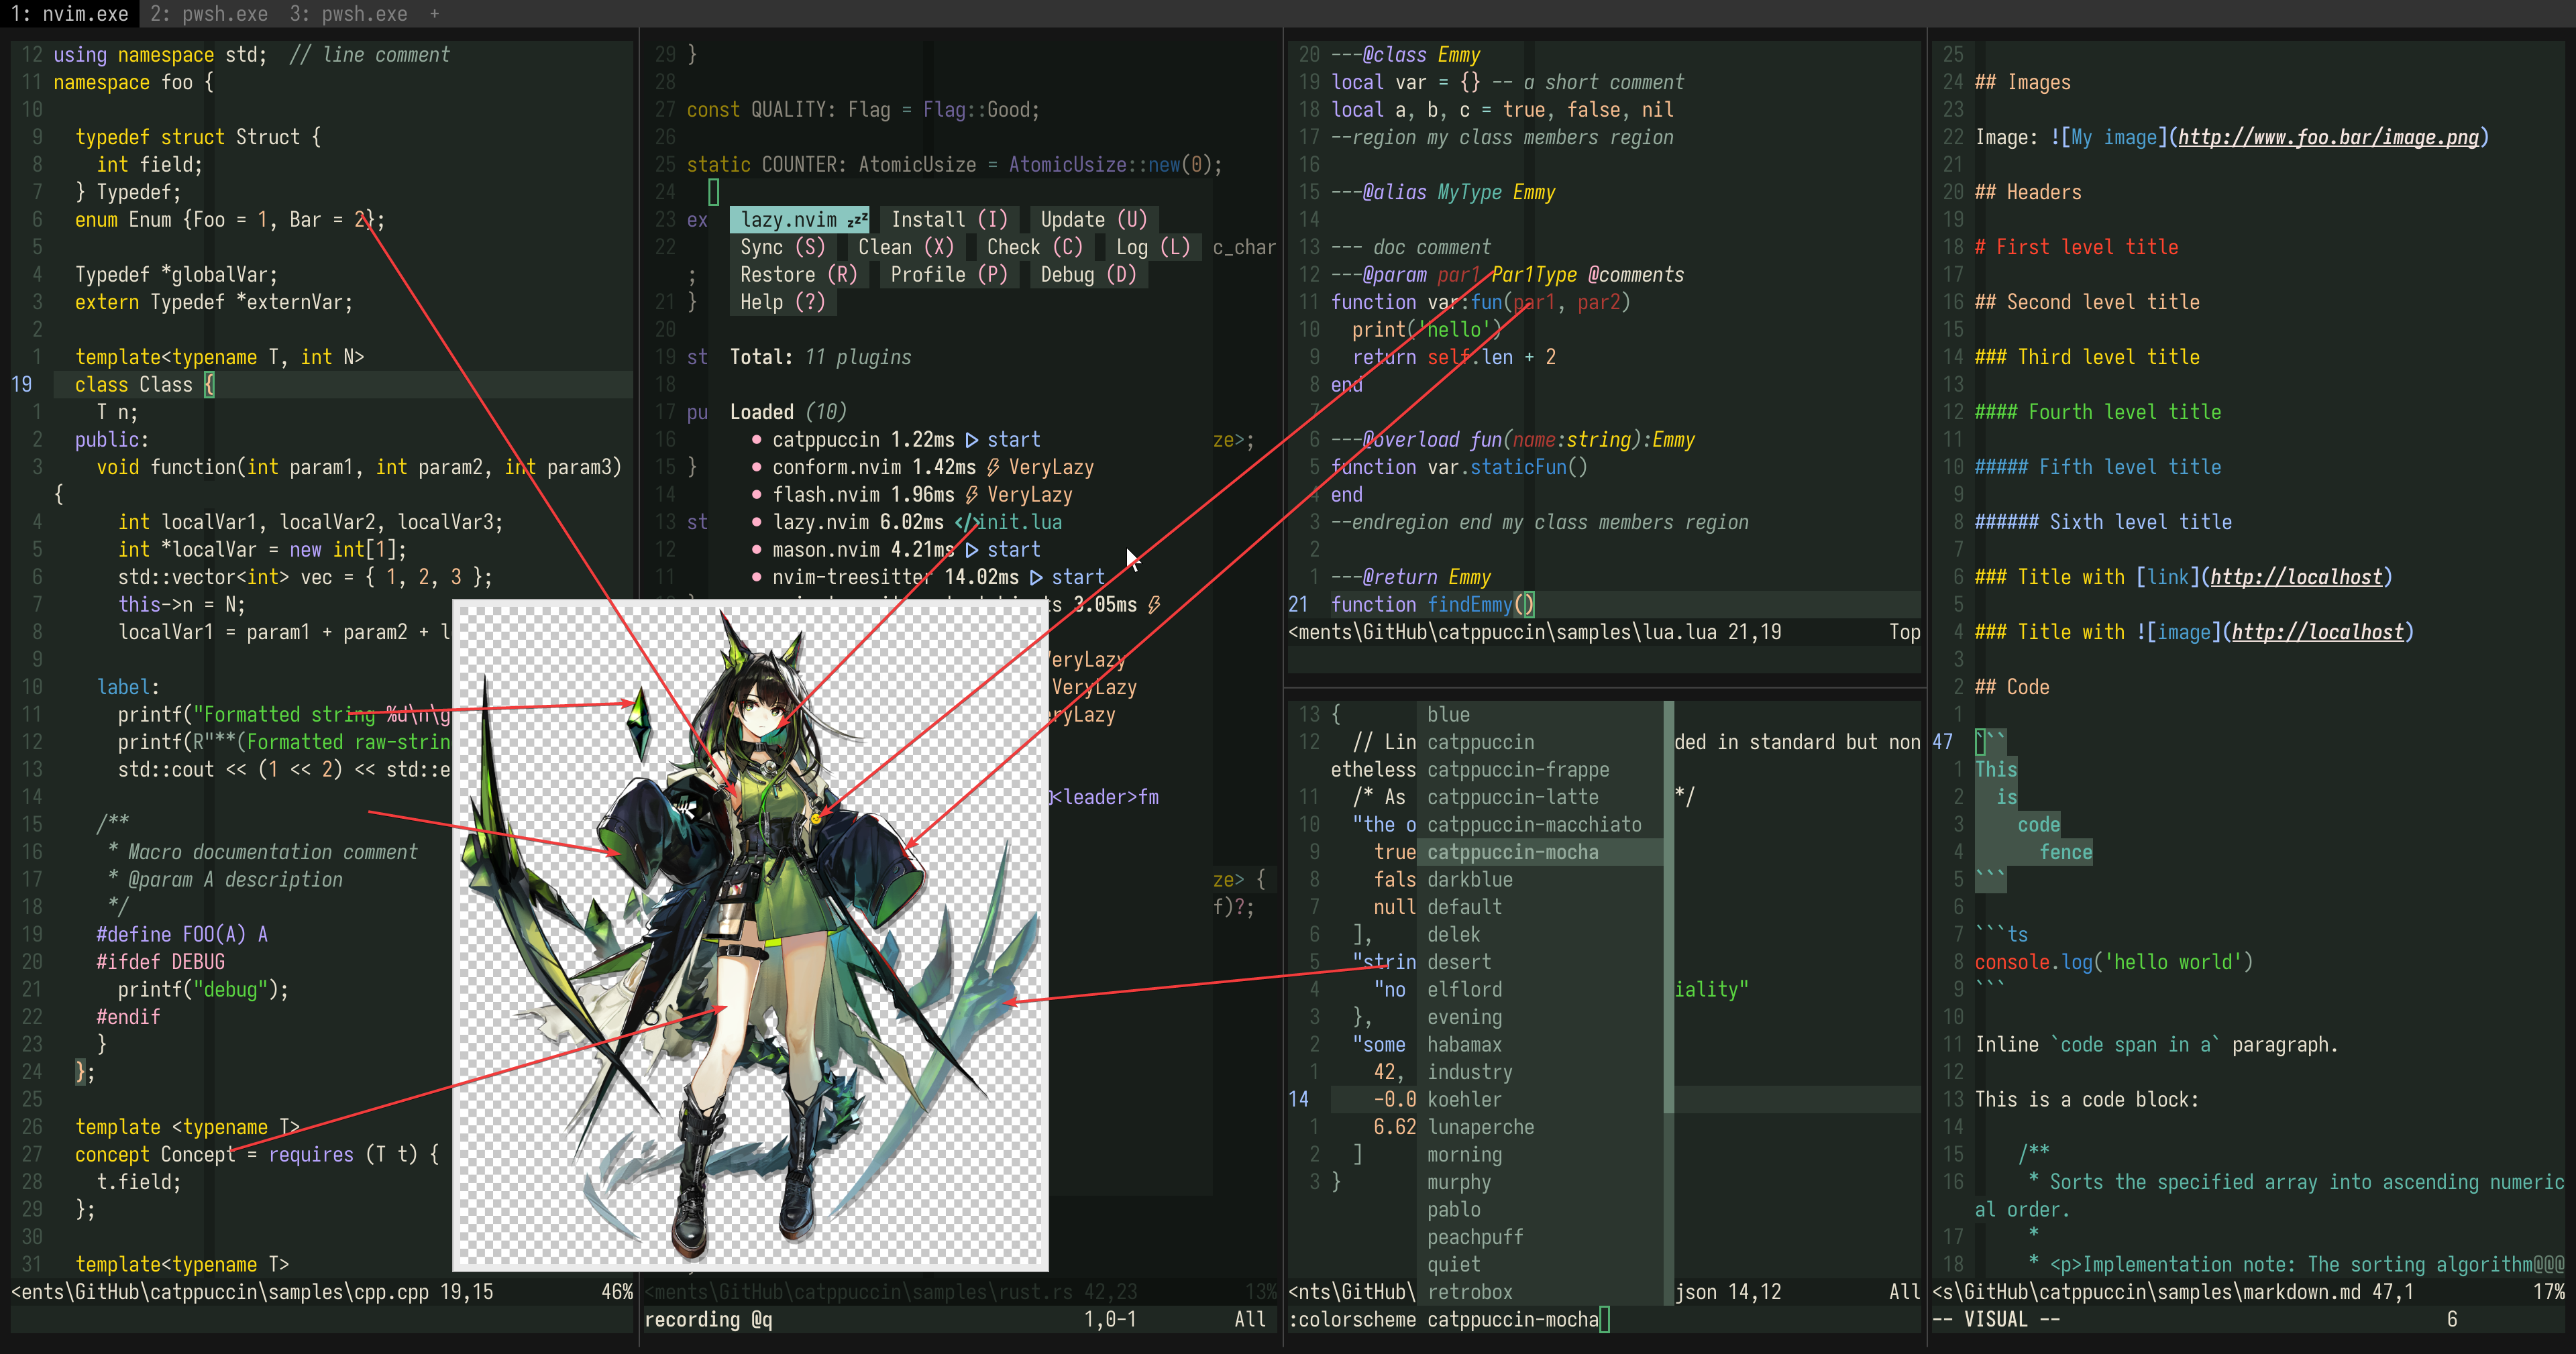 1: nvim.exe  2: pwsh.exe  3: pwsh.exe  +
12 using namespace std;  // line comment
11 namespace foo {
10
9   typedef struct Struct {
8     int field;
7   } Typedef;
6   enum Enum {Foo = 1, Bar = 2};
5
4   Typedef *globalVar;
3   extern Typedef *externVar;
2
1   template<typename T, int N>
19  class Class {
1     T n;
2   public:
3     void function(int param1, int param2, int param3)
{
4       int localVar1, localVar2, localVar3;
5       int *localVar = new int[1];
6       std::vector<int> vec = { 1, 2, 3 };
7       this->n = N;
8       localVar1 = param1 + param2 + l
9
10    label:
11      printf("Formatted string %d\n\g
12      printf(R"**(Formatted raw-strin
13      std::cout << (1 << 2) << std::e
14
15    /**
16     * Macro documentation comment
17     * @param A description
18     */
19    #define FOO(A) A
20    #ifdef DEBUG
21      printf("debug");
22    #endif
23    }
24  };
25
26  template <typename T>
27  concept Concept = requires (T t) {
28    t.field;
29  };
30
31  template<typename T>
<ents\GitHub\catppuccin\samples\cpp.cpp 19,15  46%
29 }
28
27 const QUALITY: Flag = Flag::Good;
26
25 static COUNTER: AtomicUsize = AtomicUsize::new(0);
24
23 ex
22  c_char
;
21 }
20
19 st
18
17 pu
16  ze>;
15 }
14
13 st
12
11
lazy.nvim zzz  Install (I)  Update (U)
Sync (S)  Clean (X)  Check (C)  Log (L)
Restore (R)  Profile (P)  Debug (D)
Help (?)
Total: 11 plugins
Loaded (10)
● catppuccin 1.22ms start
● conform.nvim 1.42ms VeryLazy
● flash.nvim 1.96ms VeryLazy
● lazy.nvim 6.02ms </>init.lua
● mason.nvim 4.21ms start
● nvim-treesitter 14.02ms start
ts 3.05ms
VeryLazy
VeryLazy
eryLazy
<leader>fm
ze> {
f)?;
<ments\GitHub\catppuccin\samples\rust.rs 42,23  13%
recording @q  1,0-1  All
20 ---@class Emmy
19 local var = {} -- a short comment
18 local a, b, c = true, false, nil
17 --region my class members region
16
15 ---@alias MyType Emmy
14
13 --- doc comment
12 ---@param par1 Par1Type @comments
11 function var:fun(par1, par2)
10   print('hello')
9   return self.len + 2
8 end
7
6 ---@overload fun(name:string):Emmy
5 function var.staticFun()
4 end
3 --endregion end my class members region
2
1 ---@return Emmy
21 function findEmmy()
<ments\GitHub\catppuccin\samples\lua.lua 21,19  Top
13 {
12   // Lin  ded in standard but non
etheless
11   /* As  */
10   "the o
9     true
8     fals
7     null
6   ],
5   "strin
4     "no  iality"
3   },
2   "some
1     42,
14    -0.0
1     6.62
2   ]
3 }
blue
catppuccin
catppuccin-frappe
catppuccin-latte
catppuccin-macchiato
catppuccin-mocha
darkblue
default
delek
desert
elflord
evening
habamax
industry
koehler
lunaperche
morning
murphy
pablo
peachpuff
quiet
retrobox
<nts\GitHub\  json 14,12  All
:colorscheme catppuccin-mocha
25
24 ## Images
23
22 Image: ![My image](http://www.foo.bar/image.png)
21
20 ## Headers
19
18 # First level title
17
16 ## Second level title
15
14 ### Third level title
13
12 #### Fourth level title
11
10 ##### Fifth level title
9
8 ###### Sixth level title
7
6 ### Title with [link](http://localhost)
5
4 ### Title with ![image](http://localhost)
3
2 ## Code
1
47 ```
1 This
2   is
3     code
4       fence
5 ```
6
7 ```ts
8 console.log('hello world')
9 ```
10
11 Inline `code span in a` paragraph.
12
13 This is a code block:
14
15     /**
16      * Sorts the specified array into ascending numeric
al order.
17      *
18      * <p>Implementation note: The sorting algorithm@@@
<s\GitHub\catppuccin\samples\markdown.md 47,1  17%
-- VISUAL --  6